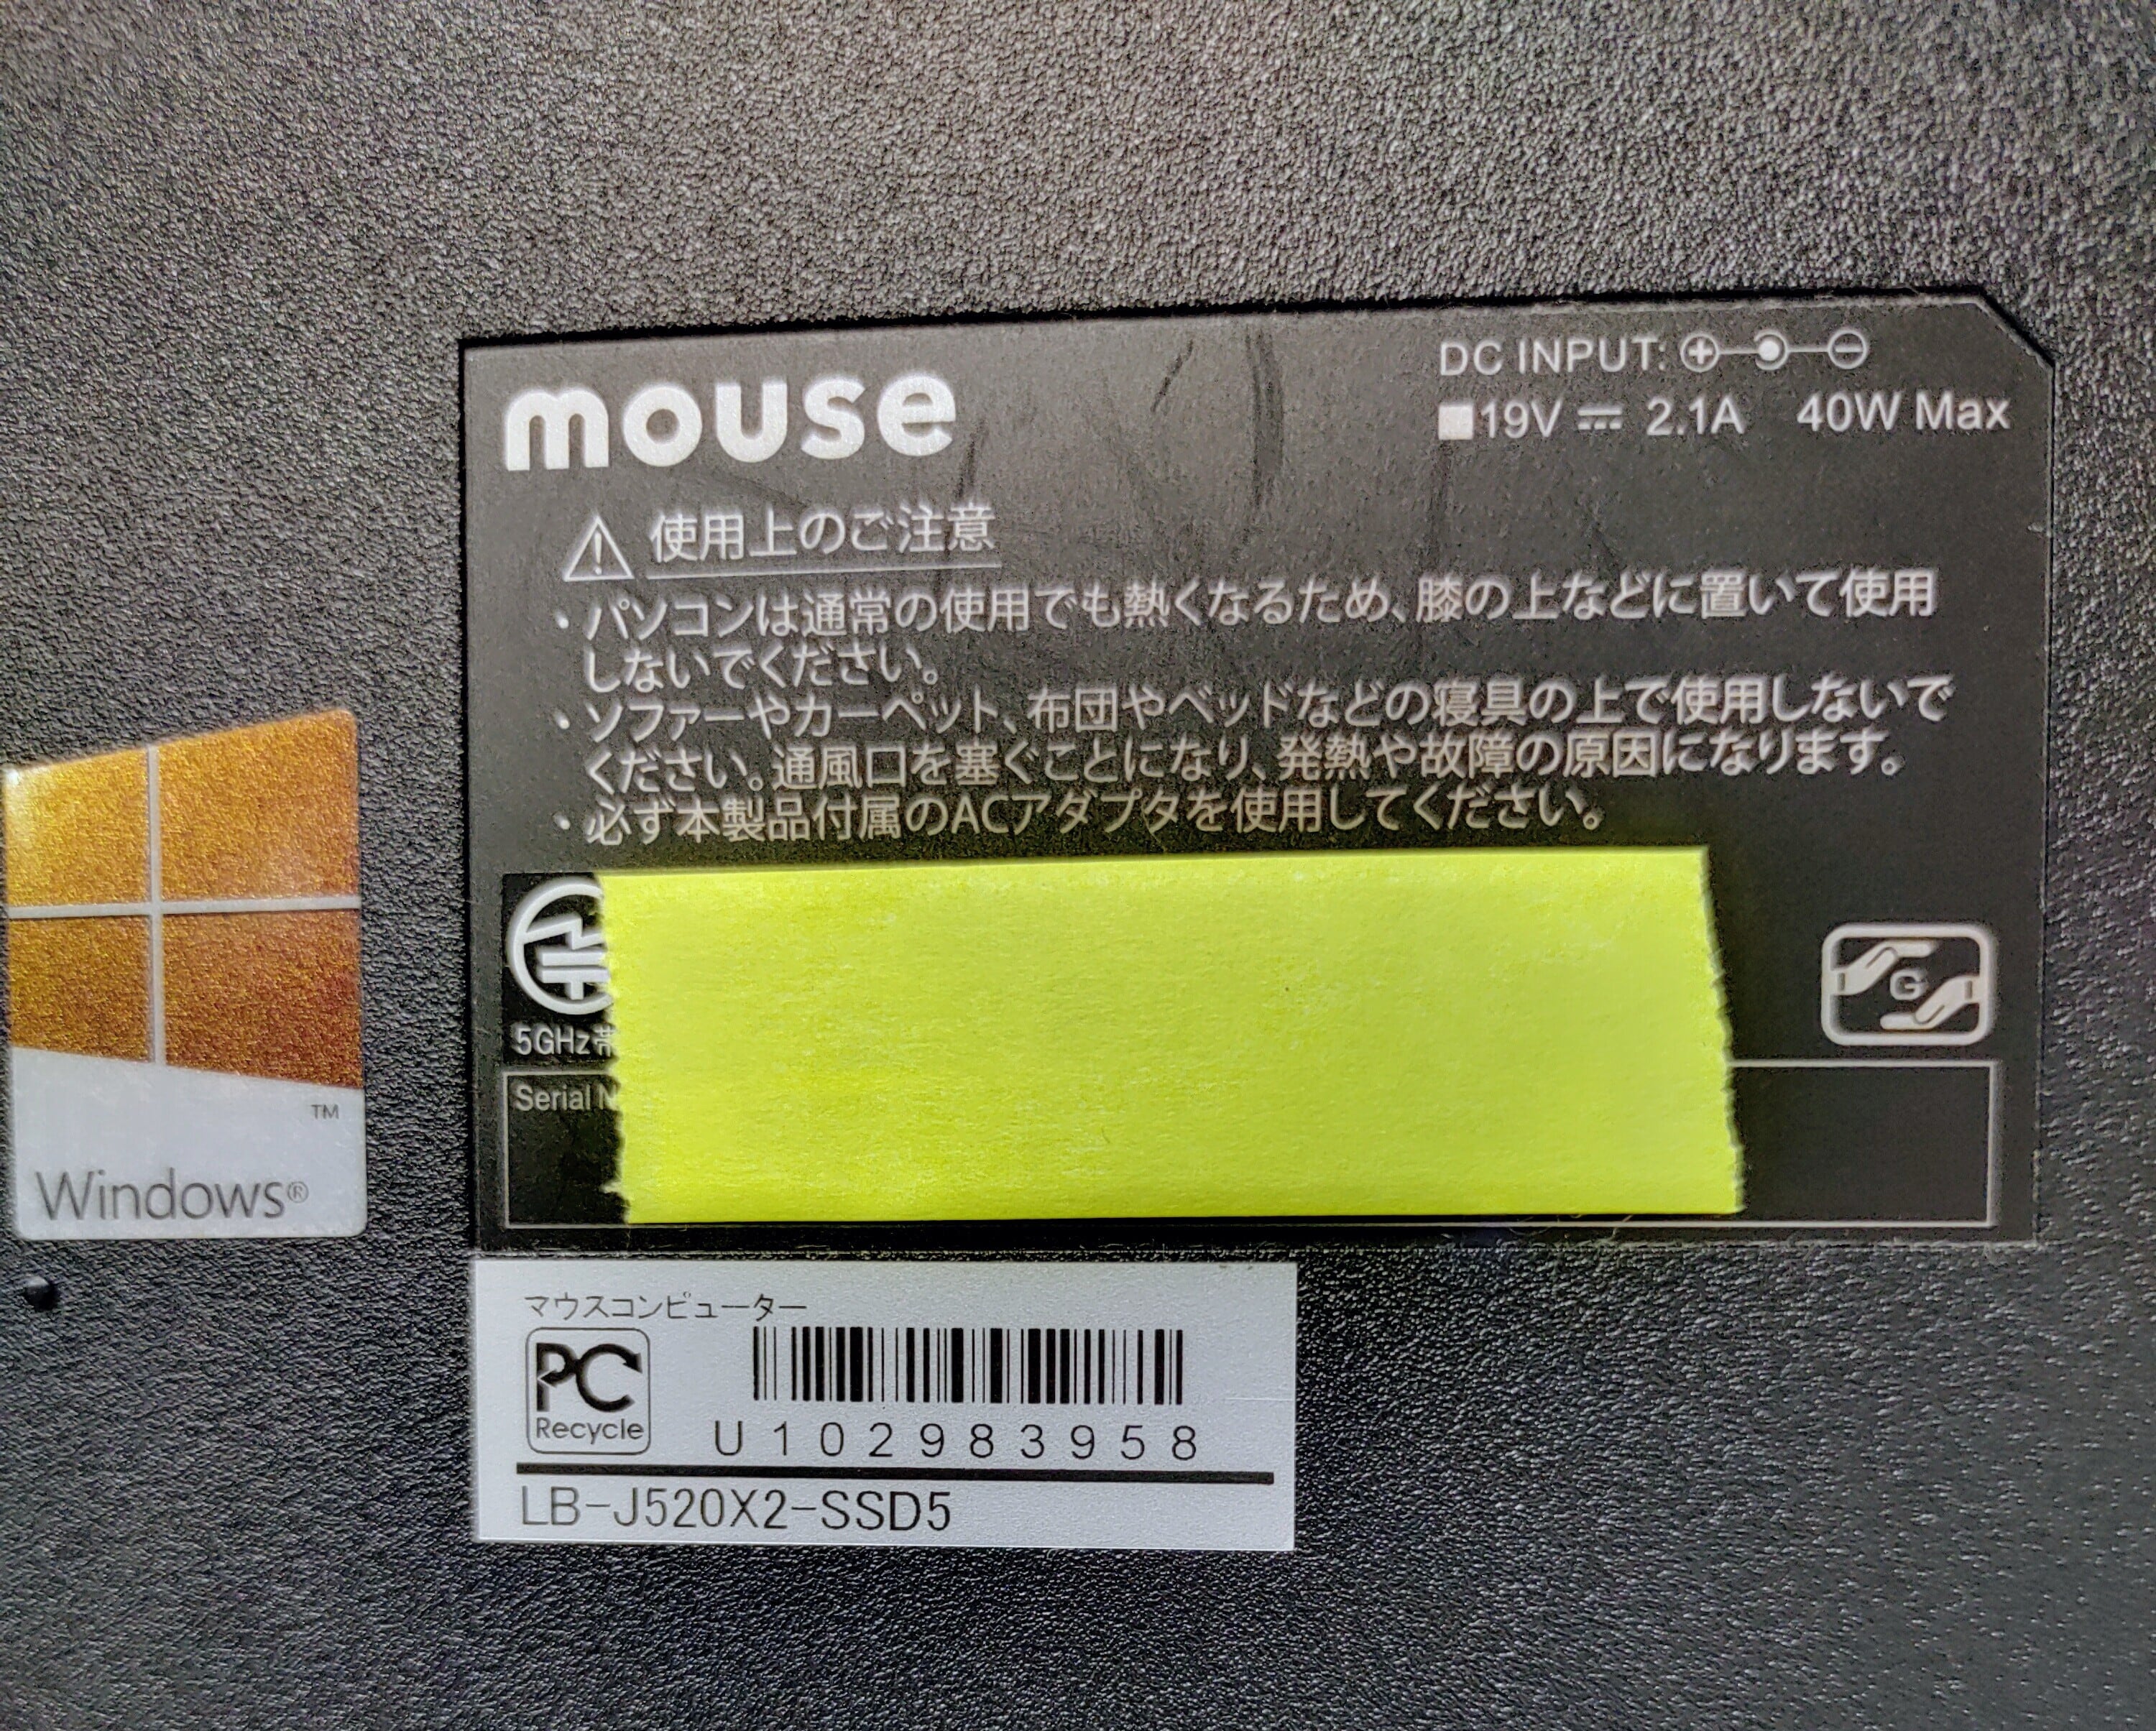 mouse
DC INPUT:
19V 2.1A 40W Max
使用上のご注意
・パソコンは通常の使用でも熱くなるため、膝の上などに置いて使用
しないでください。
・ソファーやカーペット、布団やベッドなどの寝具の上で使用しないで
ください。通風口を塞ぐことになり、発熱や故障の原因になります。
・必ず本製品付属のACアダプタを使用してください。
5GHz帯
G
Serial
TM
Windows®
マウスコンピューター
PC
Recycle
U102983958
LB-J520X2-SSD5